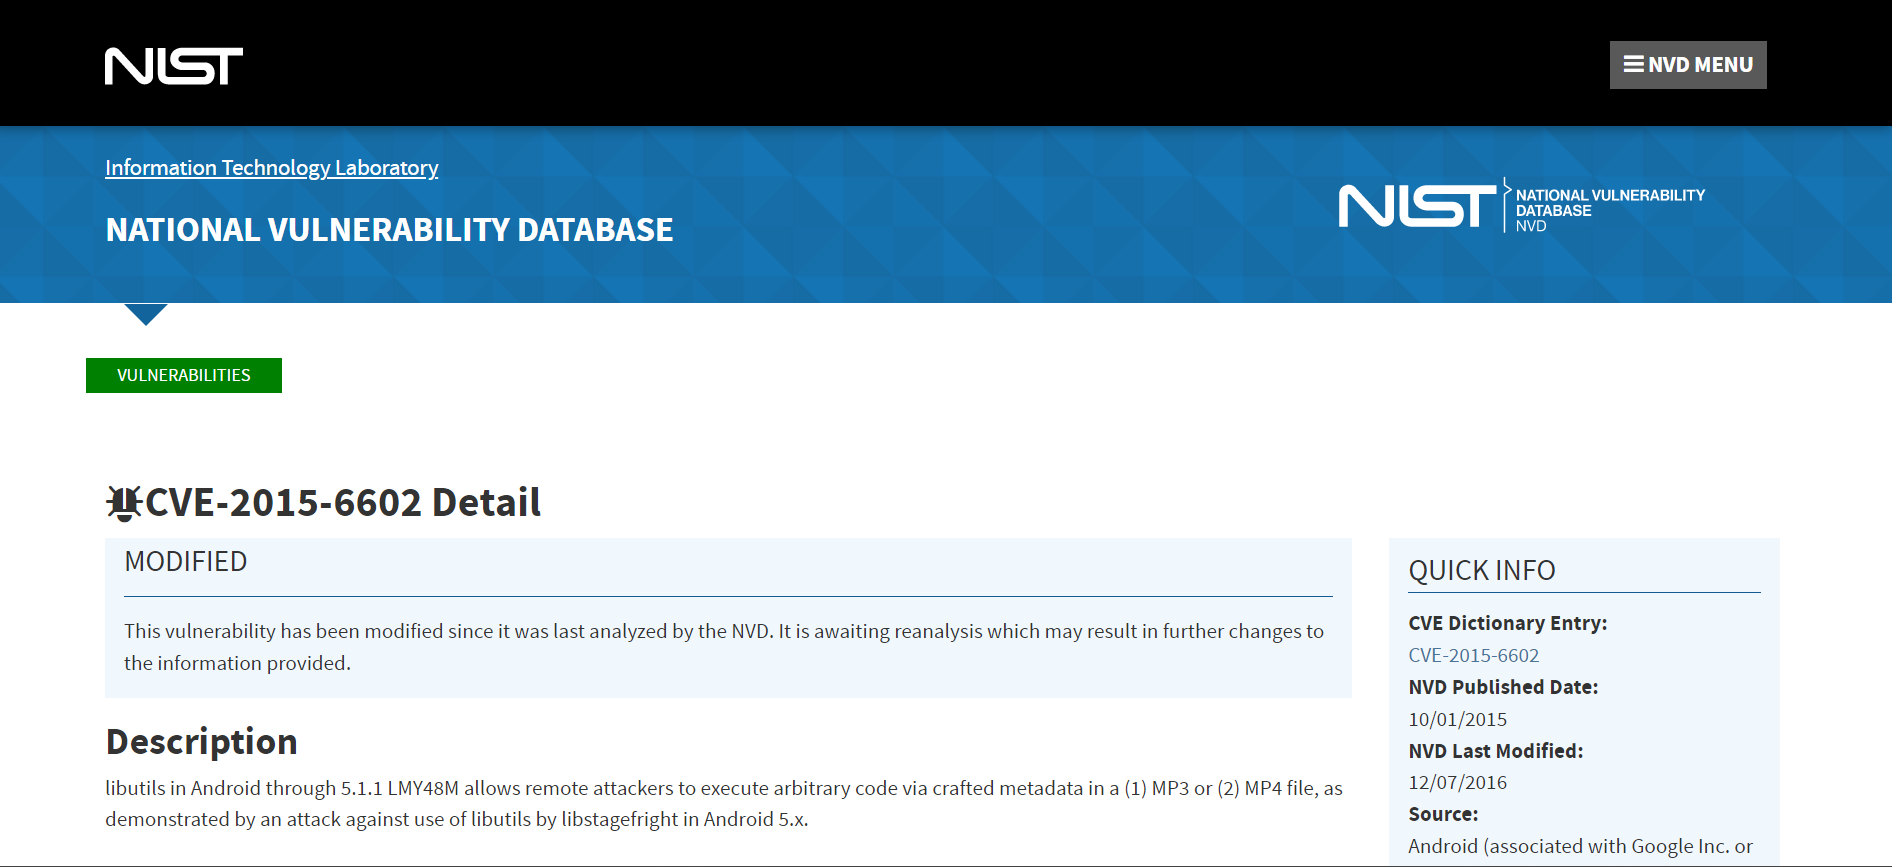 NIST
NVD MENU
Information Technology Laboratory
NATIONAL VULNERABILITY DATABASE
NIST
NATIONAL VULNERABILITY
DATABASE
NVD
VULNERABILITIES
CVE-2015-6602 Detail
MODIFIED
This vulnerability has been modified since it was last analyzed by the NVD. It is awaiting reanalysis which may result in further changes to
the information provided.
Description
libutils in Android through 5.1.1 LMY48M allows remote attackers to execute arbitrary code via crafted metadata in a (1) MP3 or (2) MP4 file, as
demonstrated by an attack against use of libutils by libstagefright in Android 5.x.
QUICK INFO
CVE Dictionary Entry:
CVE-2015-6602
NVD Published Date:
10/01/2015
NVD Last Modified:
12/07/2016
Source:
Android (associated with Google Inc. or